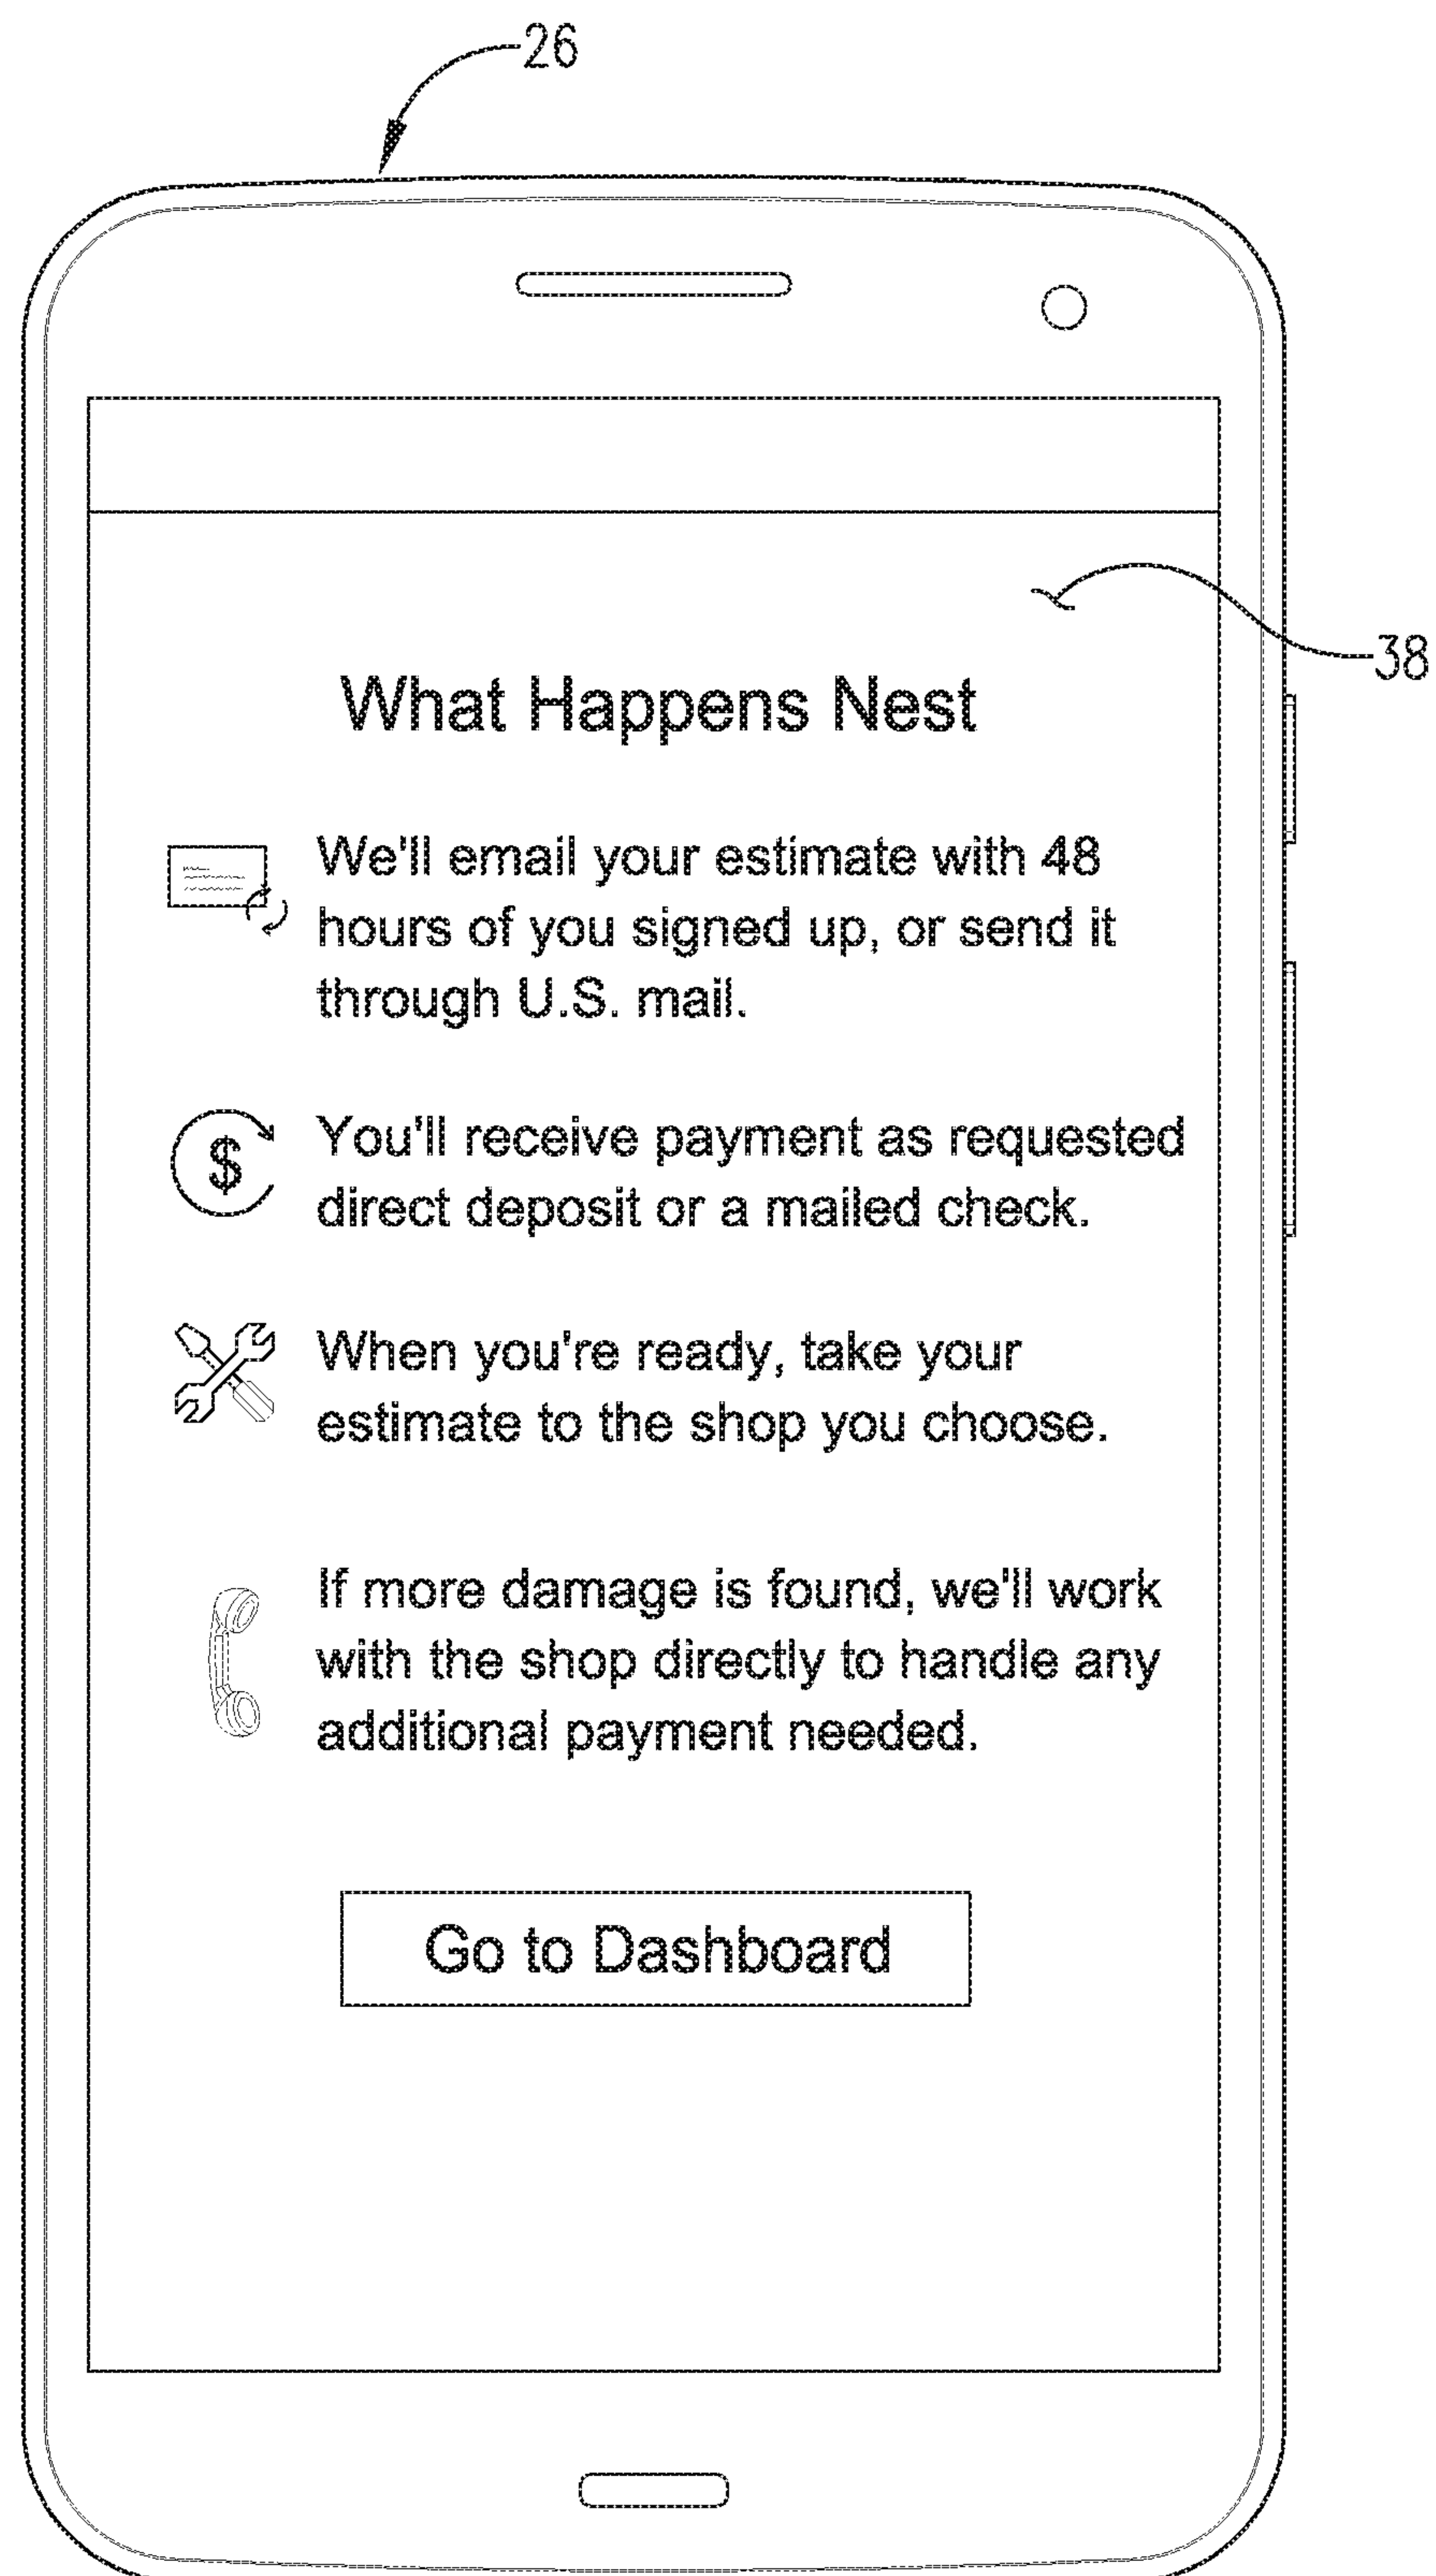 26
38
What Happens Nest
We'll email your estimate with 48
hours of you signed up, or send it
through U.S. mail.
$
You'll receive payment as requested
direct deposit or a mailed check.
When you're ready, take your
estimate to the shop you choose.
If more damage is found, we'll work
with the shop directly to handle any
additional payment needed.
Go to Dashboard